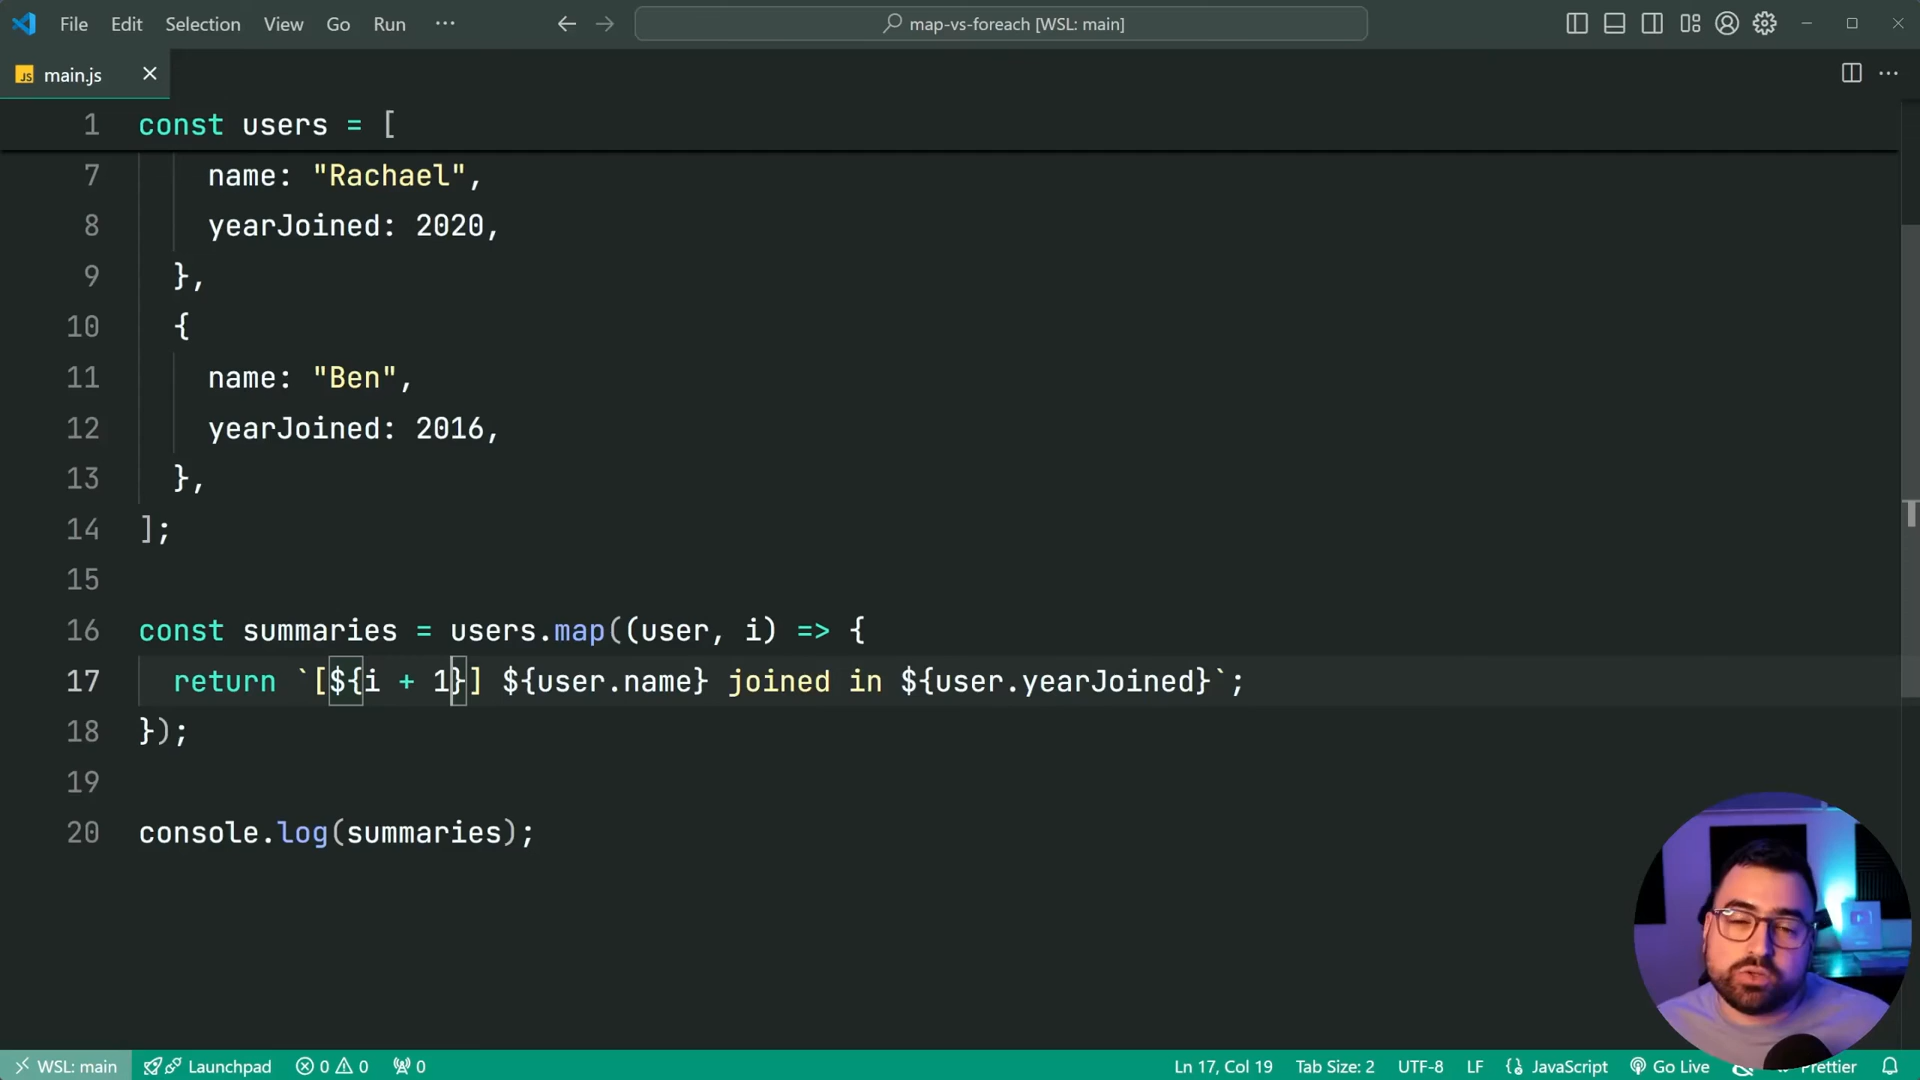 File Edit Selection View Go Run ··· map-vs-foreach [WSL: main]
JS main.js
1 const users = [
7 name: "Rachael",
8 yearJoined: 2020,
9 },
10 {
11 name: "Ben",
12 yearJoined: 2016,
13 },
14 ];
15
16 const summaries = users.map((user, i) => {
17 return `[${i + 1}] ${user.name} joined in ${user.yearJoined}`;
18 });
19
20 console.log(summaries);
WSL: main Launchpad 0 0 0 Ln 17, Col 19 Tab Size: 2 UTF-8 LF {} JavaScript Go Live Prettier